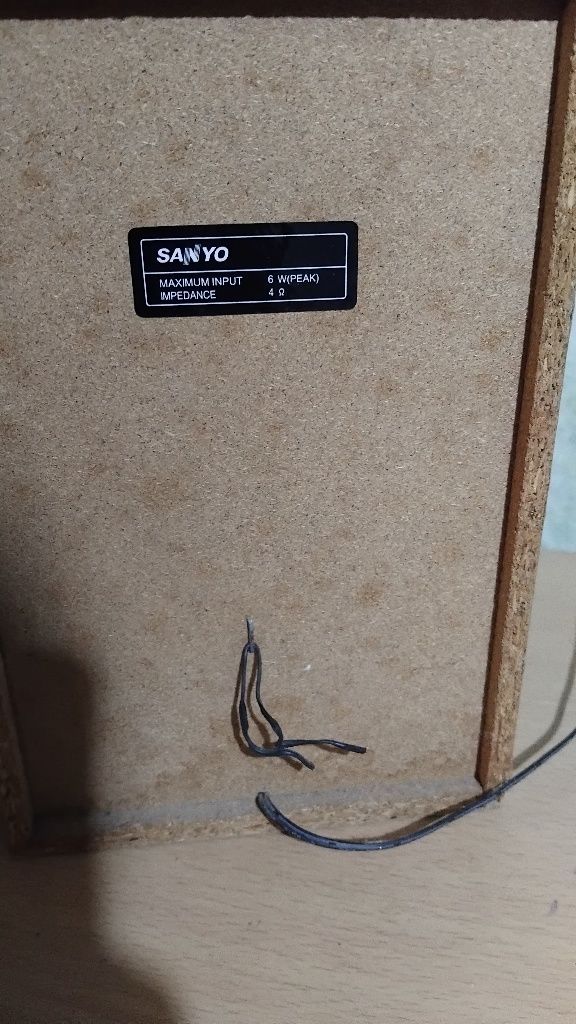 SANYO
MAXIMUM INPUT 6 W(PEAK)
IMPEDANCE 4 Ω